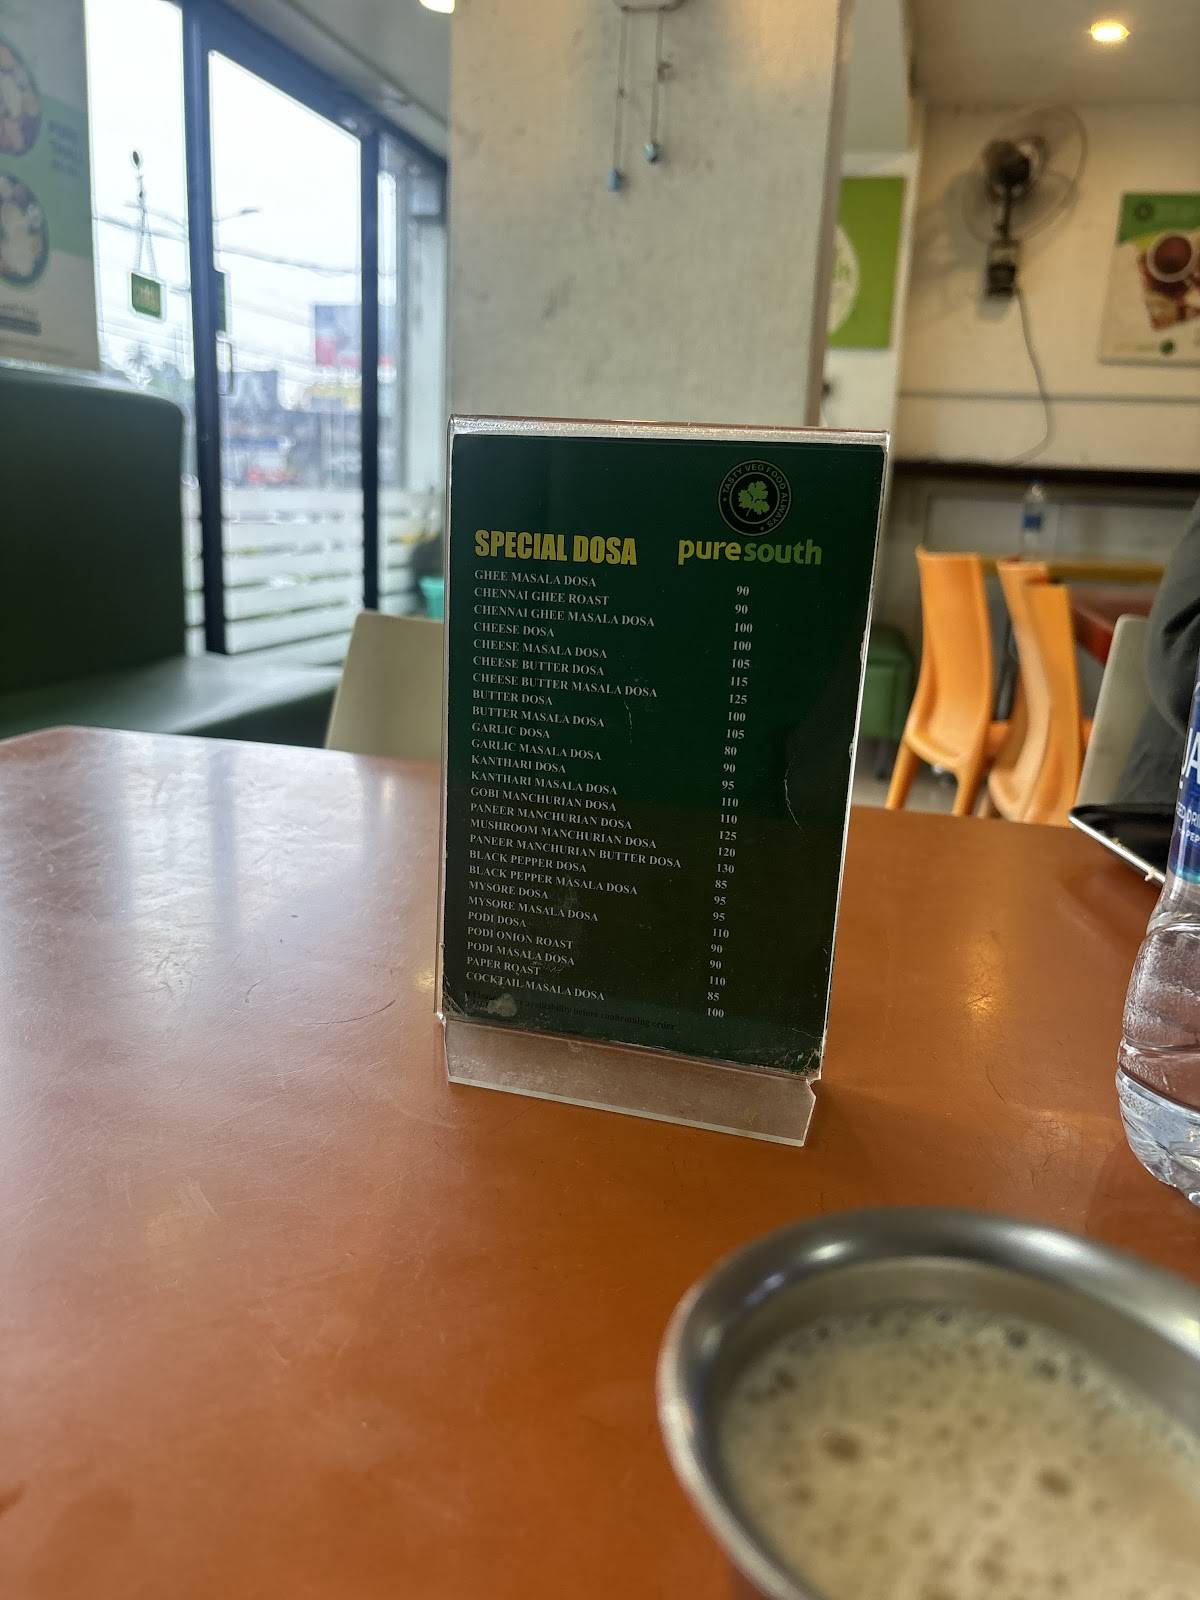 TASTY VEG FOOD ALWAYS
SPECIAL DOSA
puresouth
GHEE MASALA DOSA 90
CHENNAI GHEE ROAST 90
CHENNAI GHEE MASALA DOSA 100
CHEESE DOSA 100
CHEESE MASALA DOSA 105
CHEESE BUTTER DOSA 115
CHEESE BUTTER MASALA DOSA 125
BUTTER DOSA 100
BUTTER MASALA DOSA 105
GARLIC DOSA 80
GARLIC MASALA DOSA 90
KANTHARI DOSA 95
KANTHARI MASALA DOSA 110
GOBI MANCHURIAN DOSA 110
PANEER MANCHURIAN DOSA 125
MUSHROOM MANCHURIAN DOSA 120
PANEER MANCHURIAN BUTTER DOSA 130
BLACK PEPPER DOSA 85
BLACK PEPPER MASALA DOSA 95
MYSORE DOSA 95
MYSORE MASALA DOSA 110
PODI DOSA 90
PODI ONION ROAST 90
PODI MASALA DOSA 110
PAPER ROAST 85
COCKTAIL MASALA DOSA 100
availability before confirming order